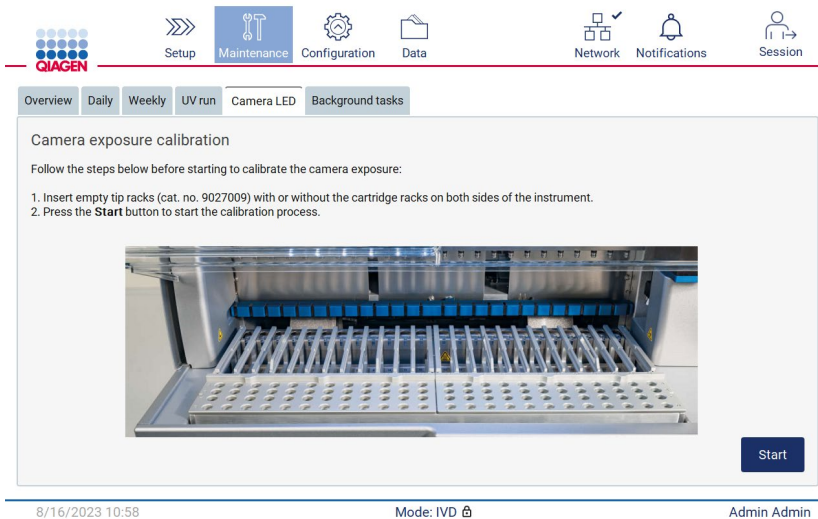 QIAGEN
Setup
Maintenance
Configuration
Data
Network
Notifications
Session
Overview
Daily
Weekly
UV run
Camera LED
Background tasks
Camera exposure calibration
Follow the steps below before starting to calibrate the camera exposure:
1. Insert empty tip racks (cat. no. 9027009) with or without the cartridge racks on both sides of the instrument.
2. Press the Start button to start the calibration process.
Start
8/16/2023 10:58
Mode: IVD
Admin Admin